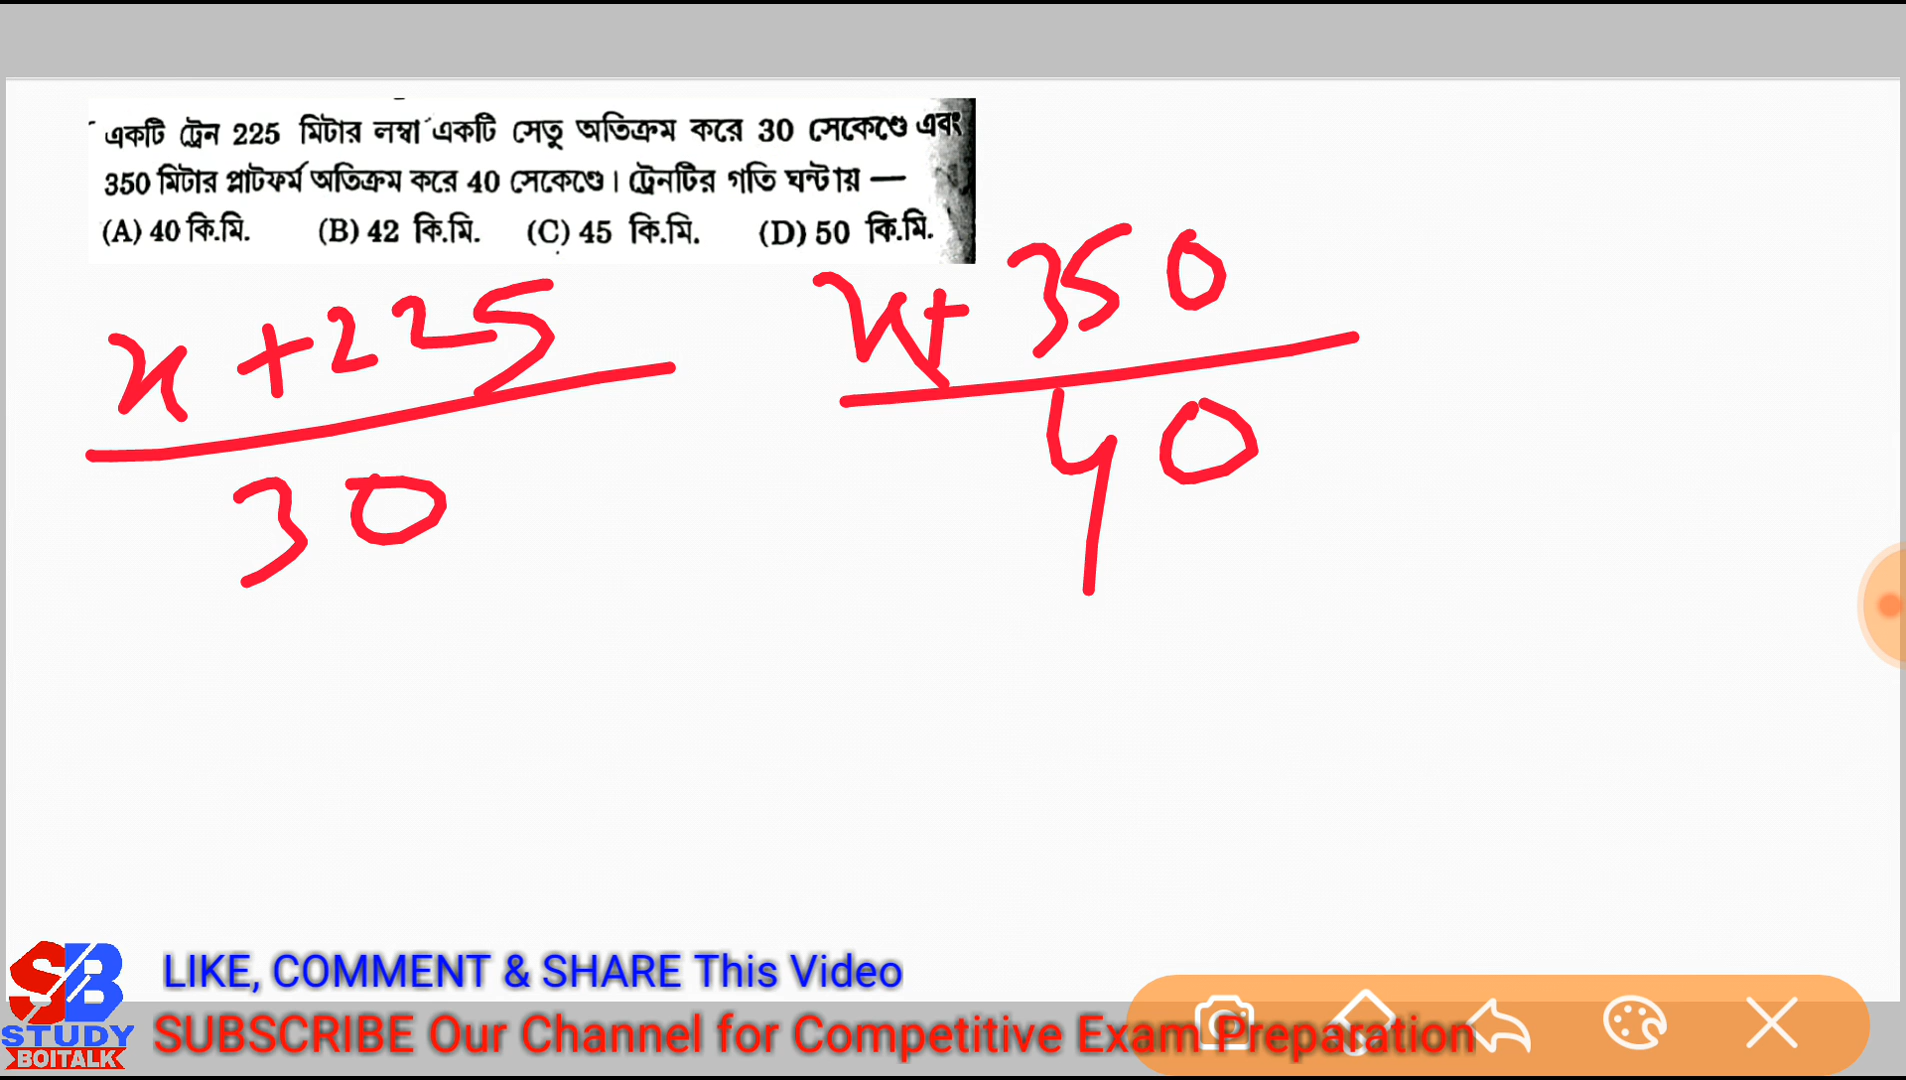 একটি ট্রেন 225 মিটার লম্বা একটি সেতু অতিক্রম করে 30 সেকেণ্ডে এবং
350 মিটার প্লাটফর্ম অতিক্রম করে 40 সেকেণ্ডে। ট্রেনটির গতি ঘন্টায় —
(A) 40 কি.মি. (B) 42 কি.মি. (C) 45 কি.মি. (D) 50 কি.মি.
x + 225
30
x + 350
40
LIKE, COMMENT & SHARE This Video
SUBSCRIBE Our Channel for Competitive Exam Preparation
SB
STUDY
BOITALK